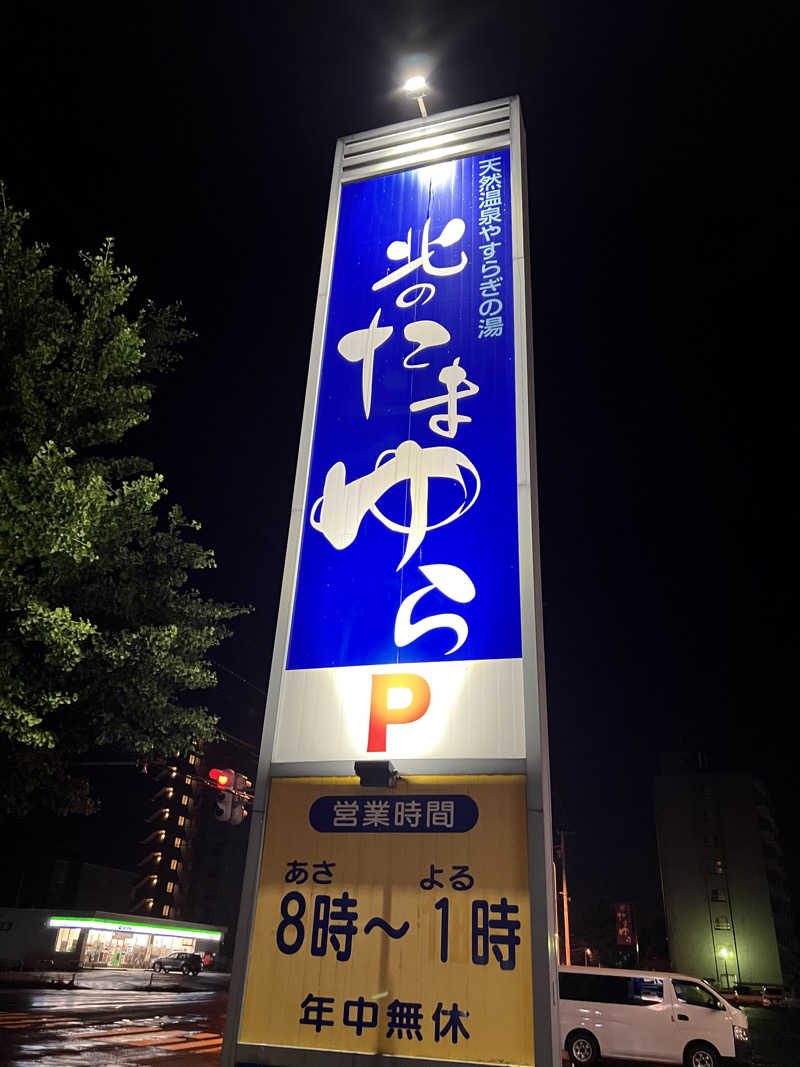 天然温泉やすらぎの湯
北の
たまゆら
P
営業時間
あさ よる
8時～1時
年中無休